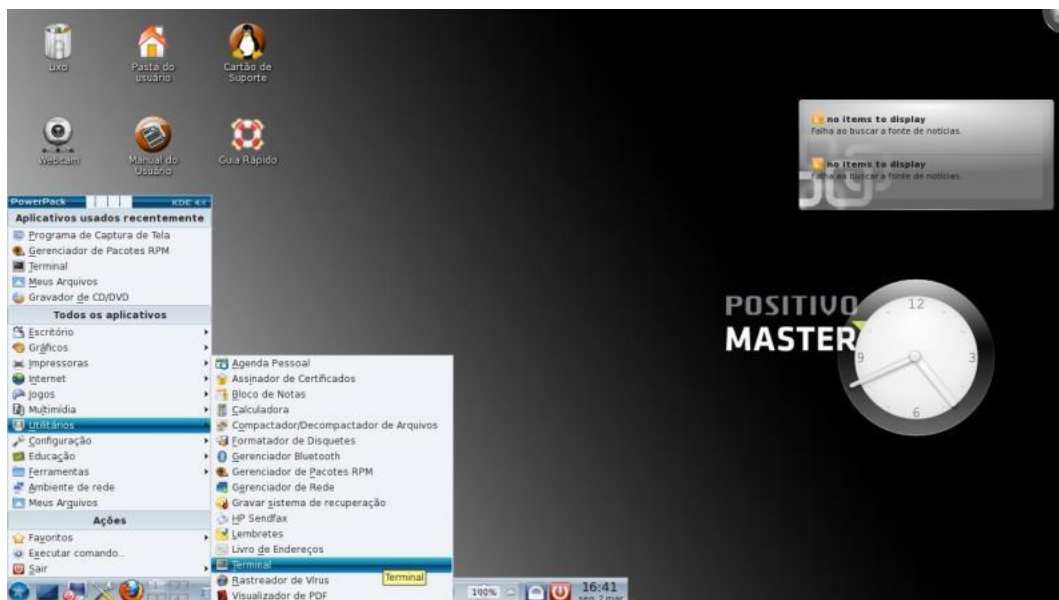 Lixo
Pasta do
usuário
Cartão de
Suporte
Webcam
Manual do
Usuário
Guia Rápido
no items to display
Falha ao buscar a fonte de notícias.
no items to display
Falha ao buscar a fonte de notícias.
POSITIVO
MASTER
12
3
6
9
PowerPack
KDE 4.x
Aplicativos usados recentemente
Programa de Captura de Tela
Gerenciador de Pacotes RPM
Terminal
Meus Arquivos
Gravador de CD/DVD
Todos os aplicativos
Escritório
Gráficos
Impressoras
Internet
Jogos
Multimídia
Utilitários
Configuração
Educação
Ferramentas
Ambiente de rede
Meus Arquivos
Ações
Favoritos
Executar comando...
Sair
Agenda Pessoal
Assinador de Certificados
Bloco de Notas
Calculadora
Compactador/Decompactador de Arquivos
Formatador de Disquetes
Gerenciador Bluetooth
Gerenciador de Pacotes RPM
Gerenciador de Rede
Gravar sistema de recuperação
HP Sendfax
Lembretes
Livro de Endereços
Terminal
Rastreador de Vírus
Visualizador de PDF
Terminal
100%
16:41
seg, 2 mar